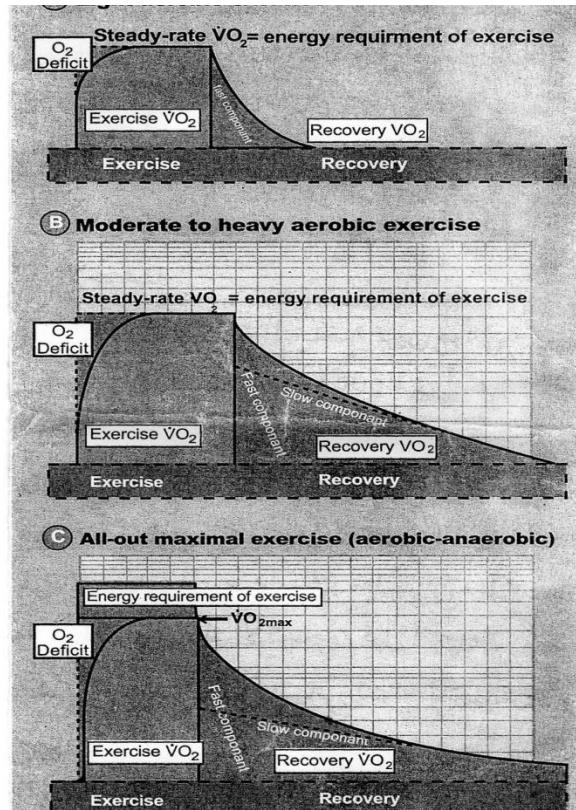 O₂
Deficit
Steady-rate V̇O₂= energy requirment of exercise
Exercise V̇O₂
fast componant
Recovery VO₂
Exercise
Recovery
B Moderate to heavy aerobic exercise
Steady-rate V̇O₂ = energy requirement of exercise
O₂
Deficit
Exercise V̇O₂
Fast component
Slow componant
Recovery VO₂
Exercise
Recovery
C All-out maximal exercise (aerobic-anaerobic)
Energy requirement of exercise
V̇O₂max
O₂
Deficit
Fast component
Slow component
Exercise V̇O₂
Recovery V̇O₂
Exercise
Recovery